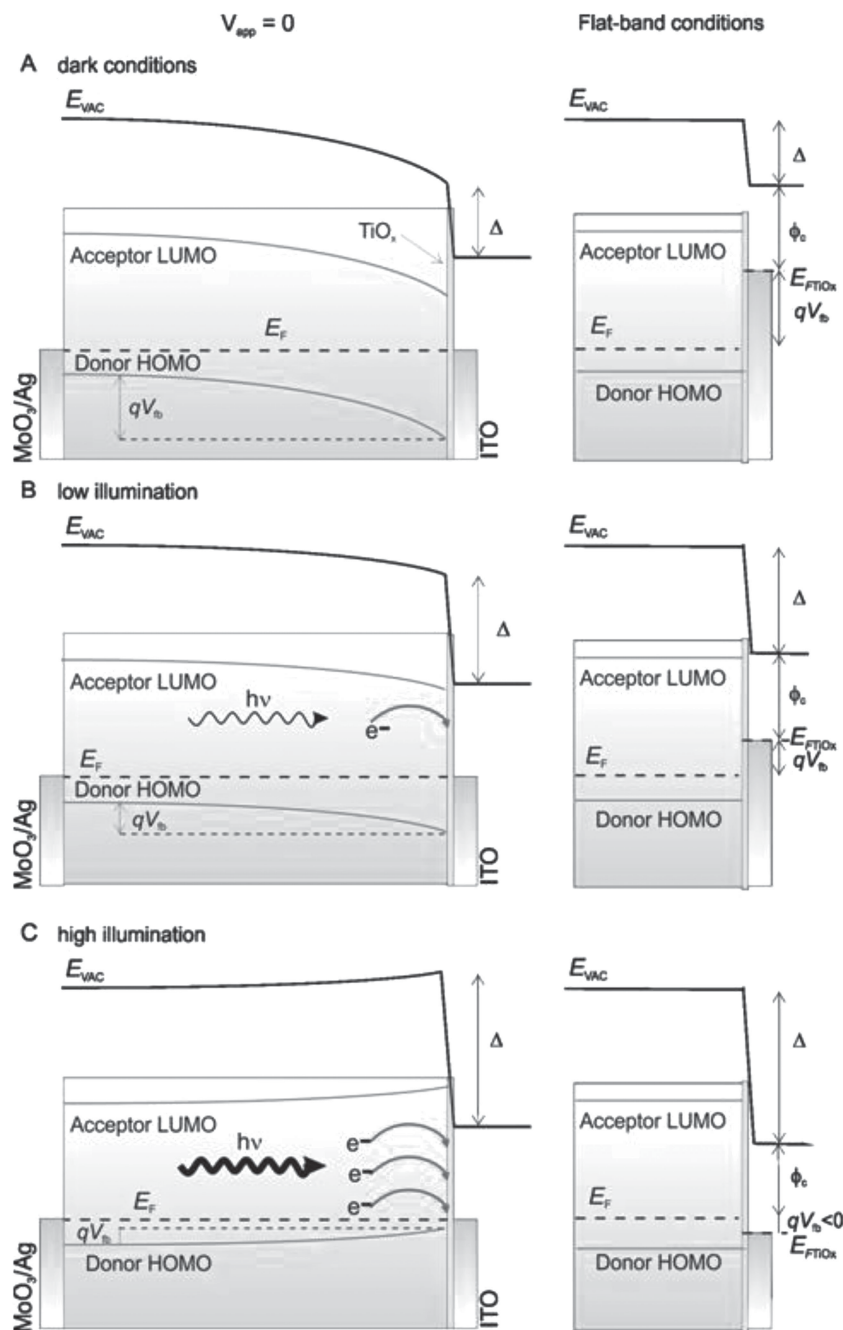 V_app = 0 Flat-band conditions
A dark conditions
E_VAC
Δ
TiO_x
Acceptor LUMO
E_F
Donor HOMO
qV_fb
MoO_3/Ag
ITO
E_VAC
Δ
ϕ_c
Acceptor LUMO
E_FTiOx
qV_fb
E_F
Donor HOMO
B low illumination
E_VAC
Δ
Acceptor LUMO
hν
e−
E_F
Donor HOMO
qV_fb
MoO_3/Ag
ITO
E_VAC
Δ
Acceptor LUMO
ϕ_c
E_FTiOx
qV_fb
E_F
Donor HOMO
C high illumination
E_VAC
Δ
Acceptor LUMO
hν
e−
e−
e−
E_F
qV_fb
Donor HOMO
MoO_3/Ag
ITO
E_VAC
Δ
Acceptor LUMO
ϕ_c
E_F
qV_fb<0
E_FTiOx
Donor HOMO